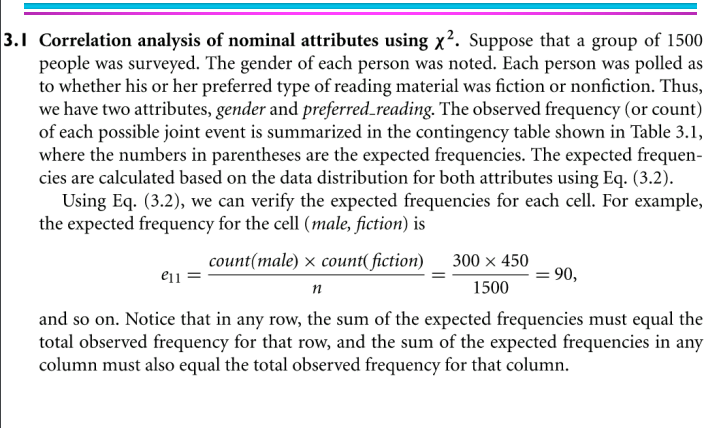 3.1 Correlation analysis of nominal attributes using χ². Suppose that a group of 1500
people was surveyed. The gender of each person was noted. Each person was polled as
to whether his or her preferred type of reading material was fiction or nonfiction. Thus,
we have two attributes, gender and preferred_reading. The observed frequency (or count)
of each possible joint event is summarized in the contingency table shown in Table 3.1,
where the numbers in parentheses are the expected frequencies. The expected frequen-
cies are calculated based on the data distribution for both attributes using Eq. (3.2).
Using Eq. (3.2), we can verify the expected frequencies for each cell. For example,
the expected frequency for the cell (male, fiction) is
e₁₁ = count(male) × count(fiction) / n = 300 × 450 / 1500 = 90,
and so on. Notice that in any row, the sum of the expected frequencies must equal the
total observed frequency for that row, and the sum of the expected frequencies in any
column must also equal the total observed frequency for that column.